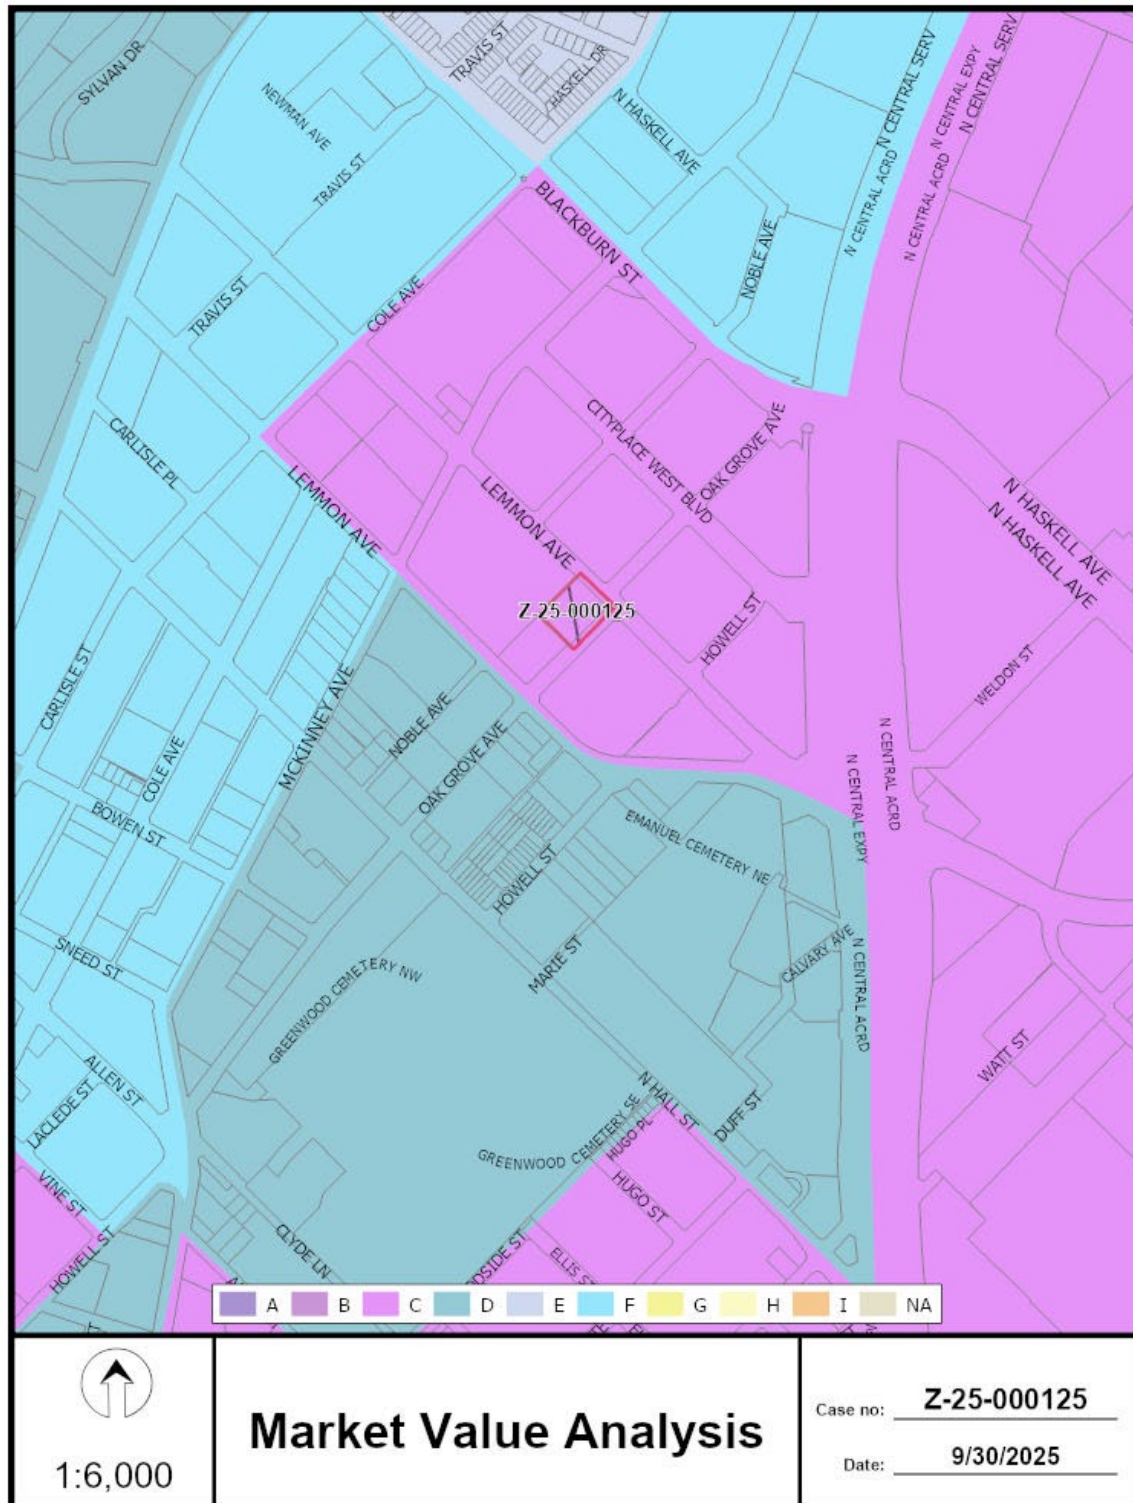 SYLVAN DR
TRAVIS ST
HASKELL DR
N CENTRAL SERV
N CENTRAL EXPY
N CENTRAL SERV
NEWMAN AVE
TRAVIS ST
N HASKELL AVE
N CENTRAL ACRD
N CENTRAL ACRD
BLACKBURN ST
NOBLE AVE
TRAVIS ST
COLE AVE
CARLISLE PL
CITYPLACE WEST BLVD
OAK GROVE AVE
LEMMON AVE
LEMMON AVE
N HASKELL AVE
N HASKELL AVE
Z-25-000125
HOWELL ST
WELDON ST
CARLISLE ST
MCKINNEY AVE
NOBLE AVE
OAK GROVE AVE
COLE AVE
N CENTRAL ACRD
N CENTRAL EXPY
BOWEN ST
EMANUEL CEMETERY NE
HOWELL ST
SNEED ST
GREENWOOD CEMETERY NW
MARIE ST
CALVARY AVE
N CENTRAL ACRD
ALLEN ST
LACLEDE ST
N HALL ST
DUFF ST
WATT ST
GREENWOOD CEMETERY SE
HUGO PL
HUGO ST
VINE ST
HOWELL ST
CLYDE LN
DSIDE ST
ELLIS ST
A B C D E F G H I NA
1:6,000
Market Value Analysis
Case no: Z-25-000125
Date: 9/30/2025